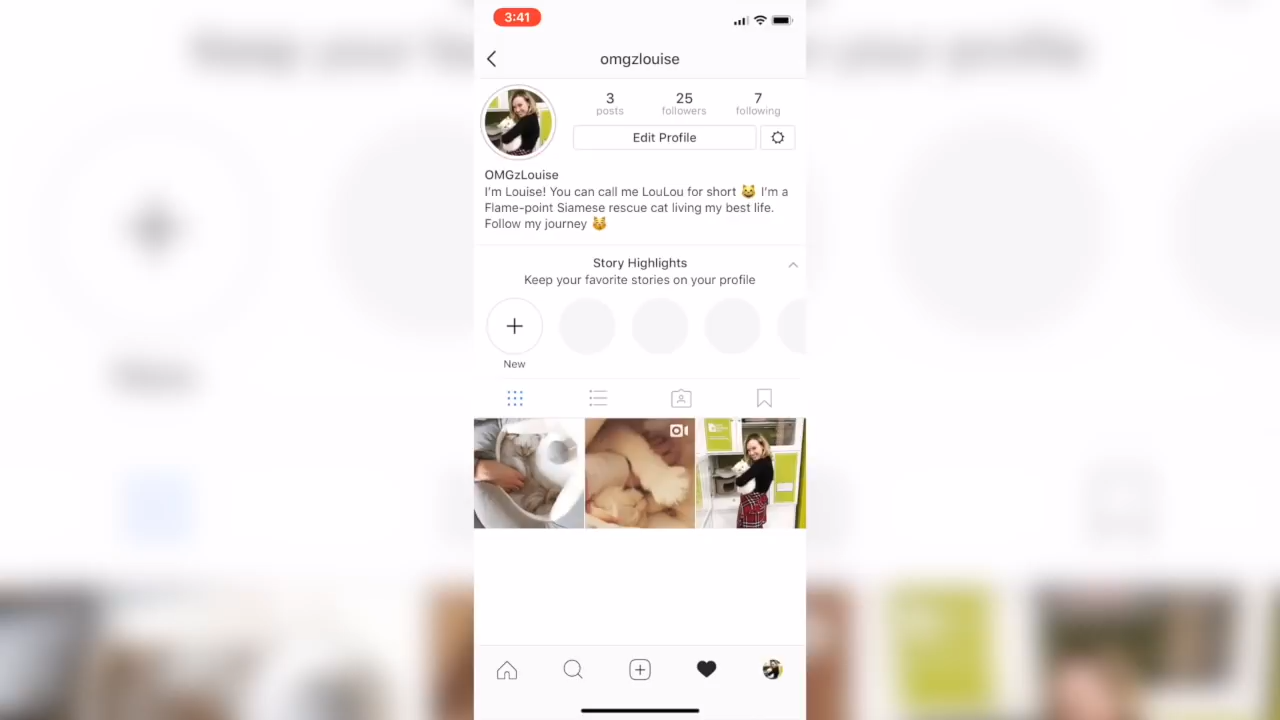 3:41
omgzlouise
3 25 7
posts followers following
Edit Profile
OMGzLouise
I'm Louise! You can call me LouLou for short 😺 I'm a
Flame-point Siamese rescue cat living my best life.
Follow my journey 😽
Story Highlights
Keep your favorite stories on your profile
New